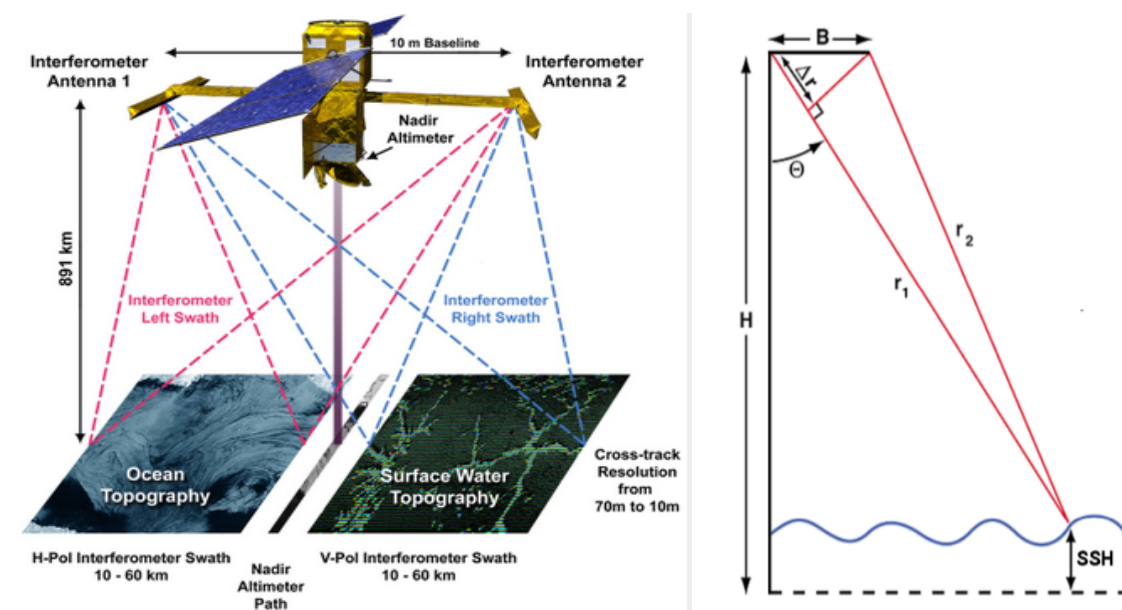 10 m Baseline
Interferometer
Antenna 1
Interferometer
Antenna 2
Nadir
Altimeter
891 km
Interferometer
Left Swath
Interferometer
Right Swath
Ocean
Topography
Surface Water
Topography
Cross-track
Resolution
from
70m to 10m
H-Pol Interferometer Swath
10 - 60 km
Nadir
Altimeter
Path
V-Pol Interferometer Swath
10 - 60 km
B
Δr
Θ
r2
r1
H
SSH